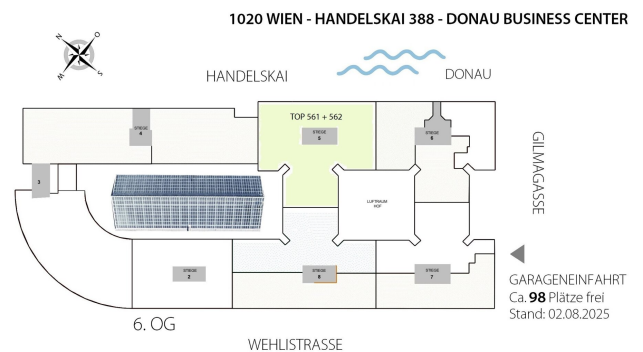 1020 WIEN - HANDELSKAI 388 - DONAU BUSINESS CENTER
O
N
W
S
HANDELSKAI
DONAU
TOP 561 + 562
STIEGE
4
STIEGE
5
STIEGE
6
GILMAGASSE
3
LUFTRAUM
HOF
STIEGE
2
STIEGE
7
GARAGENEINFAHRT
Ca. 98 Plätze frei
Stand: 02.08.2025
6. OG
WEHLISTRASSE